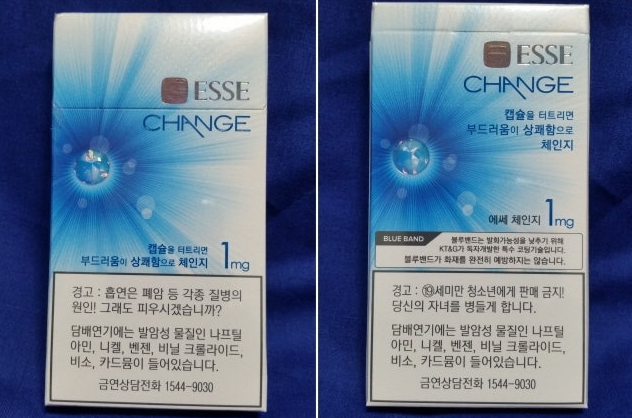 ESSE
CHANGE
캡슐을 터트리면
부드러움이 상쾌함으로 체인지
1mg
경고 : 흡연은 폐암 등 각종 질병의
원인! 그래도 피우시겠습니까?
담배연기에는 발암성 물질인 나프틸
아민, 니켈, 벤젠, 비닐 크롤라이드,
비소, 카드뮴이 들어있습니다.
금연상담전화 1544-9030
ESSE
CHANGE
캡슐을 터트리면
부드러움이 상쾌함으로
체인지
에쎄 체인지 1mg
BLUE BAND
블루밴드는 발화가능성을 낮추기 위해
KT&G가 독자개발한 특수 코팅기술입니다.
블루밴드가 화재를 완전히 예방하지는 않습니다.
경고 : ⑲세미만 청소년에게 판매 금지!
당신의 자녀를 병들게 합니다.
담배연기에는 발암성 물질인 나프틸
아민, 니켈, 벤젠, 비닐 크롤라이드,
비소, 카드뮴이 들어있습니다.
금연상담전화 1544-9030